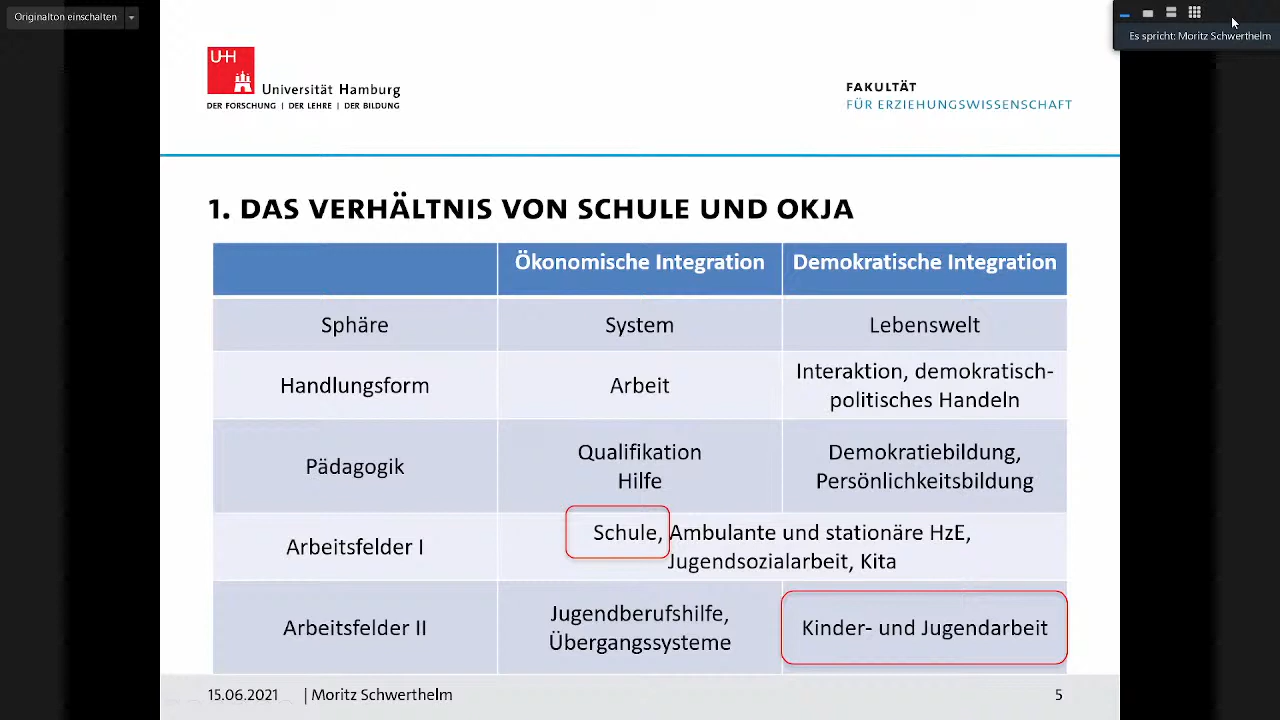 Originalton einschalten
Es spricht: Moritz Schwerthelm
UHH
Universität Hamburg
DER FORSCHUNG | DER LEHRE | DER BILDUNG
FAKULTÄT
FÜR ERZIEHUNGSWISSENSCHAFT
1. DAS VERHÄLTNIS VON SCHULE UND OKJA
Ökonomische Integration
Demokratische Integration
Sphäre
System
Lebenswelt
Handlungsform
Arbeit
Interaktion, demokratisch-
politisches Handeln
Pädagogik
Qualifikation
Hilfe
Demokratiebildung,
Persönlichkeitsbildung
Arbeitsfelder I
Schule, Ambulante und stationäre HzE,
Jugendsozialarbeit, Kita
Arbeitsfelder II
Jugendberufshilfe,
Übergangssysteme
Kinder- und Jugendarbeit
15.06.2021 | Moritz Schwerthelm
5